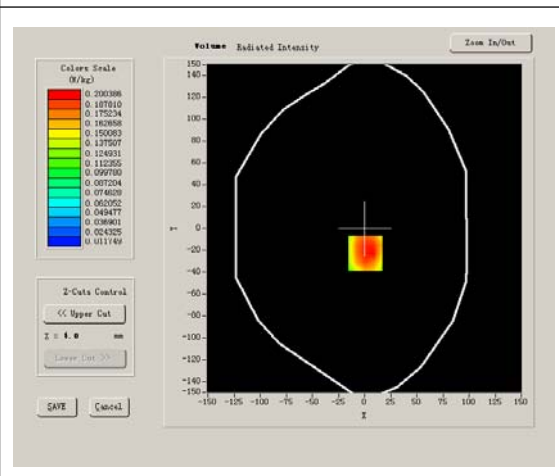 Volume Radiated Intensity
Zoom In/Out
Colors Scale
(W/kg)
0.200386
0.187810
0.175234
0.162658
0.150083
0.137507
0.124931
0.112355
0.099780
0.087204
0.074628
0.062052
0.049477
0.036901
0.024325
0.011749
Z-Cuts Control
<< Upper Cut
Z = 4.0 mm
Lower Cut >>
SAVE
Cancel
150
140
120
100
80
60
40
20
0
-20
-40
-60
-80
-100
-120
-140
-150
Y
-150 -125 -100 -75 -50 -25 0 25 50 75 100 125 150
X